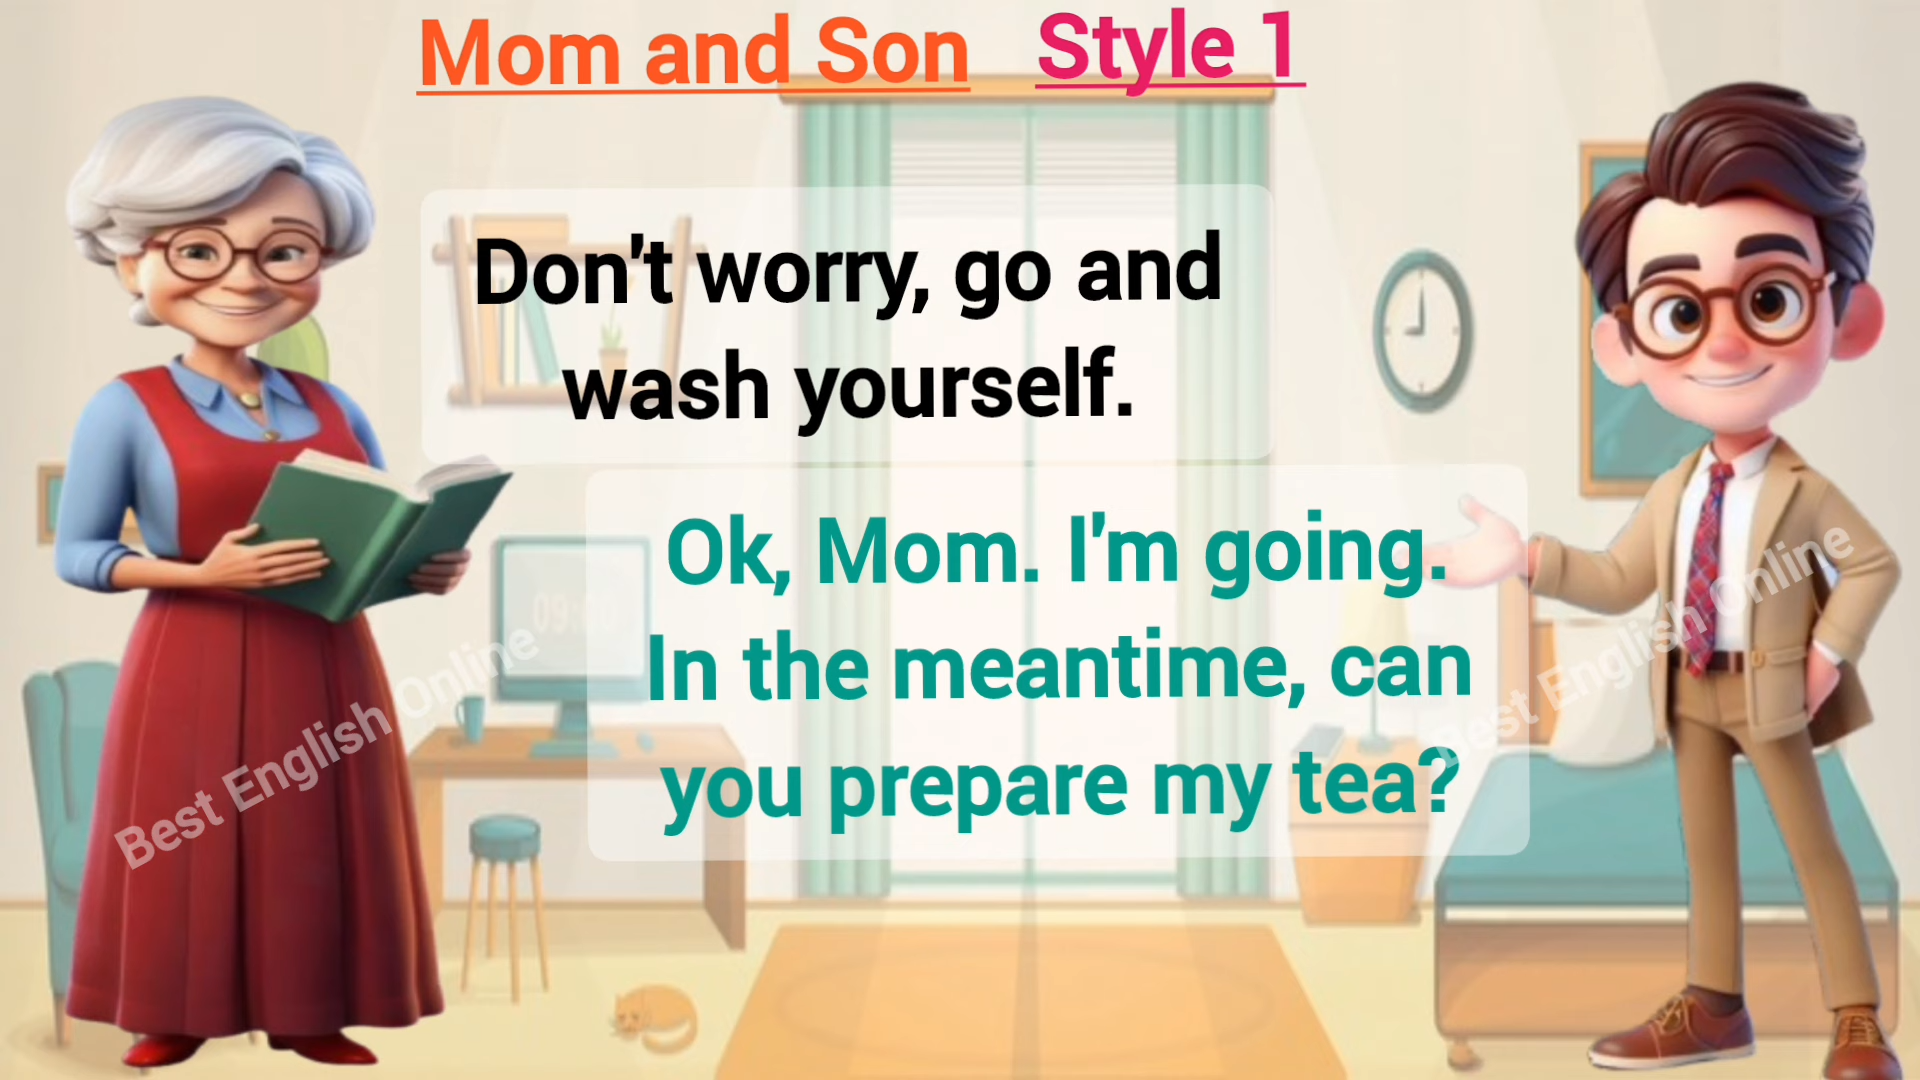 Mom and Son Style 1
Don't worry, go and
wash yourself.
Ok, Mom. I'm going.
In the meantime, can
you prepare my tea?
Best English Online
Best English Online